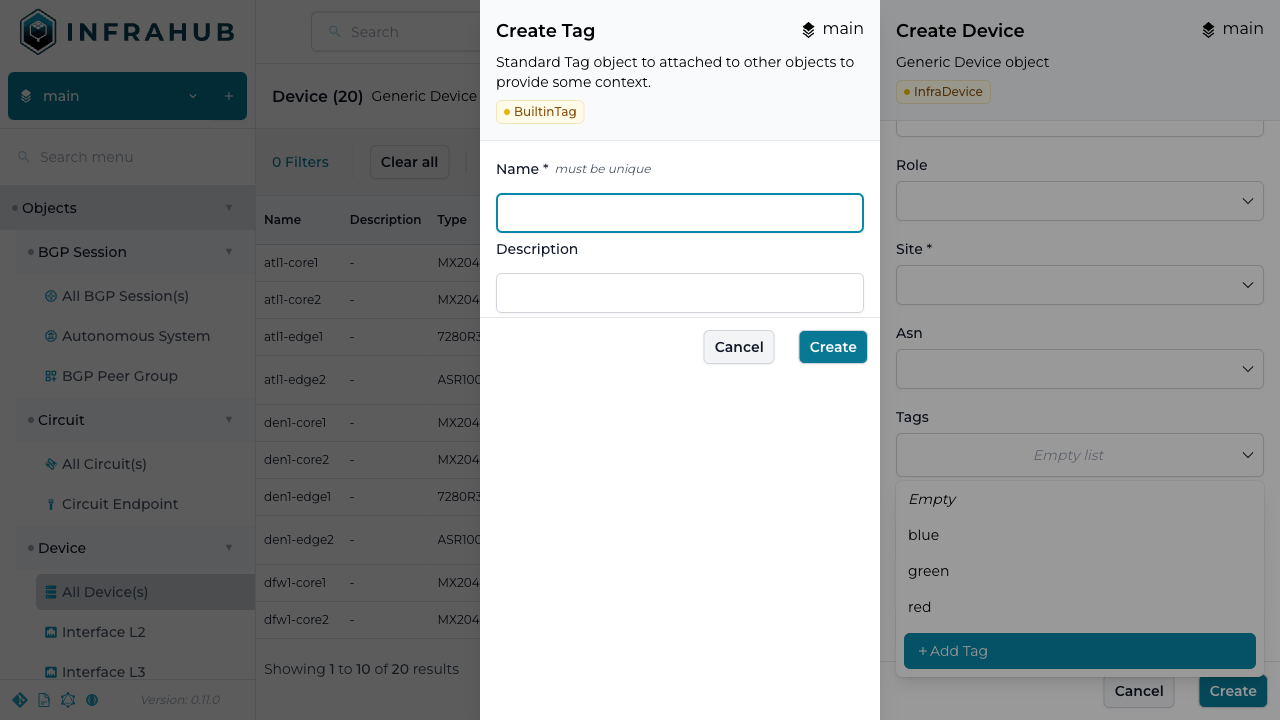 INFRAHUB
main
Search menu
Objects
BGP Session
All BGP Session(s)
Autonomous System
BGP Peer Group
Circuit
All Circuit(s)
Circuit Endpoint
Device
All Device(s)
Interface L2
Interface L3
Version: 0.11.0
Search
Device (20) Generic Device
0 Filters Clear all
Name Description Type
atl1-core1 - MX204
atl1-core2 - MX204
atl1-edge1 - 7280R3
atl1-edge2 - ASR100
den1-core1 - MX204
den1-core2 - MX204
den1-edge1 - 7280R3
den1-edge2 - ASR100
dfw1-core1 - MX204
dfw1-core2 - MX204
Showing 1 to 10 of 20 results
Create Tag main
Standard Tag object to attached to other objects to
provide some context.
BuiltinTag
Name * must be unique
Description
Cancel Create
Create Device main
Generic Device object
InfraDevice
Role
Site *
Asn
Tags
Empty list
Empty
blue
green
red
+ Add Tag
Cancel Create